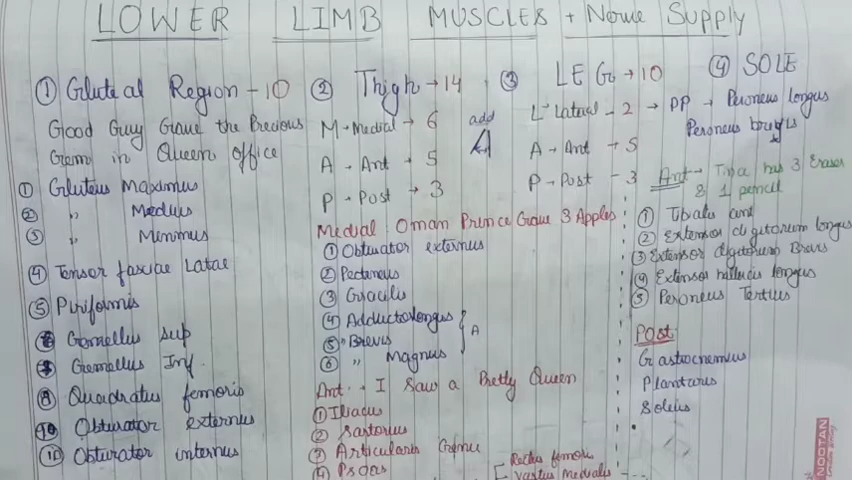 LOWER LIMB MUSCLES + Nerve Supply
① Gluteal Region - 10
Good Guy Gave the Precious
Gem in Queen office
① Gluteus Maximus
② " Medius
③ " Minimus
④ Tensor fasciae Latae
⑤ Piriformis
Gemellus sup
Gemellus Inf.
⑧ Quadratus femoris
⑩ Obturator externus
Obturator internus
② Thigh → 14
M → Medial → 6 add
A → Ant → 5
P → Post → 3
Medial: Oman Prince Gave 3 Apples
① Obturator externus
② Pectaneus
③ Gracilis
④ Adductor longus
⑤ " Brevis } A
⑥ " Magnus
Ant → I Saw a Pretty Queen
① Iliacus
② Sartorius
③ Articularis Genu
④ Psoas
Rectus femoris
Vastus Medialis
③ LEG → 10
L → Lateral → 2 → PP → Peroneus longus
Peroneus brevis
A → Ant → 5
P → Post - 3
④ SOLE
Ant → Tibia has 3 Eraser
& 1 pencil
① Tibialis ant
② Extensor digitorum longus
③ Extensor digitorum Brevis
④ Extensor hallucis longus
⑤ Peroneus Tertius
Post:
Gastrocnemius
Plantaris
Soleus
NOOTAN